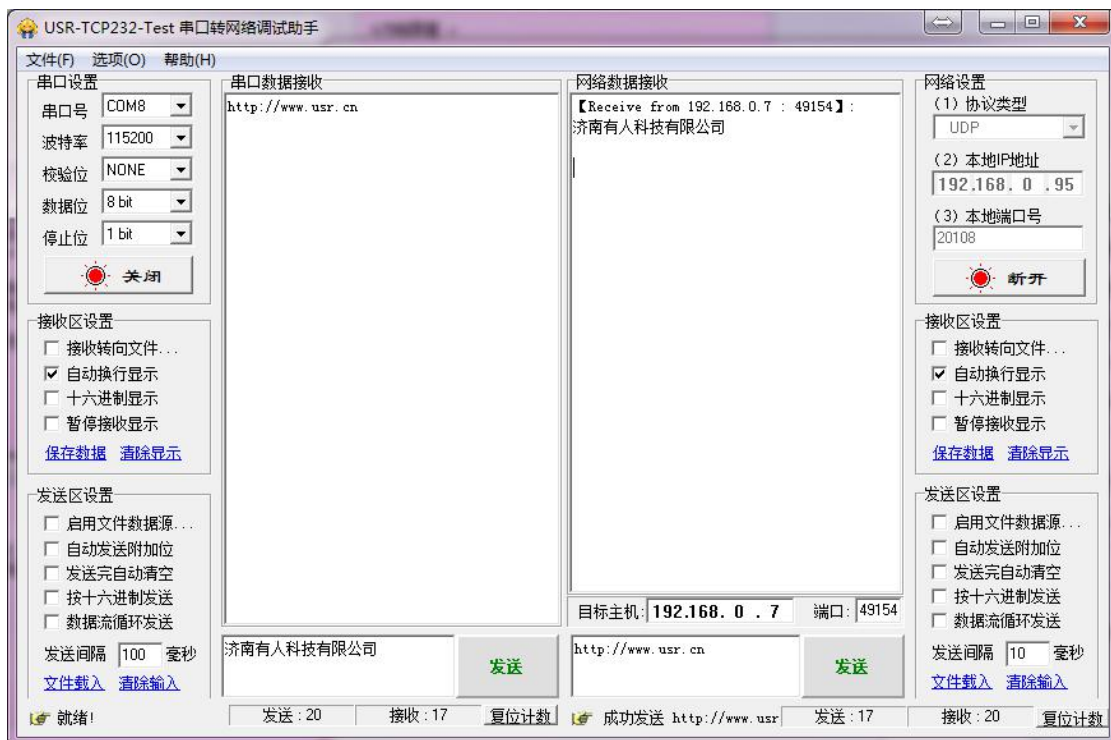 USR-TCP232-Test 串口转网络调试助手
文件(F) 选项(O) 帮助(H)
串口设置
串口号 COM8
波特率 115200
校验位 NONE
数据位 8 bit
停止位 1 bit
关闭
接收区设置
接收转向文件...
自动换行显示
十六进制显示
暂停接收显示
保存数据 清除显示
发送区设置
启用文件数据源...
自动发送附加位
发送完自动清空
按十六进制发送
数据流循环发送
发送间隔 100 毫秒
文件载入 清除输入
串口数据接收
http://www.usr.cn
济南有人科技有限公司
发送
网络数据接收
【Receive from 192.168.0.7 : 49154】:
济南有人科技有限公司
目标主机: 192.168. 0 . 7 端口: 49154
http://www.usr.cn
发送
网络设置
(1) 协议类型
UDP
(2) 本地IP地址
192.168. 0 .95
(3) 本地端口号
20108
断开
接收区设置
接收转向文件...
自动换行显示
十六进制显示
暂停接收显示
保存数据 清除显示
发送区设置
启用文件数据源...
自动发送附加位
发送完自动清空
按十六进制发送
数据流循环发送
发送间隔 10 毫秒
文件载入 清除输入
就绪! 发送:20 接收:17 复位计数 成功发送 http://www.usr 发送:17 接收:20 复位计数